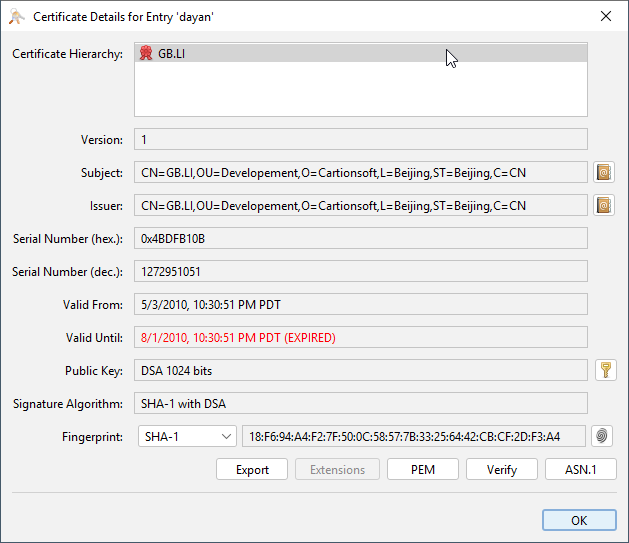 Certificate Details for Entry 'dayan'
Certificate Hierarchy: GB.LI
Version: 1
Subject: CN=GB.LI,OU=Developement,O=Cartionsoft,L=Beijing,ST=Beijing,C=CN
Issuer: CN=GB.LI,OU=Developement,O=Cartionsoft,L=Beijing,ST=Beijing,C=CN
Serial Number (hex.): 0x4BDFB10B
Serial Number (dec.): 1272951051
Valid From: 5/3/2010, 10:30:51 PM PDT
Valid Until: 8/1/2010, 10:30:51 PM PDT (EXPIRED)
Public Key: DSA 1024 bits
Signature Algorithm: SHA-1 with DSA
Fingerprint: SHA-1 18:F6:94:A4:F2:7F:50:0C:58:57:7B:33:25:64:42:CB:CF:2D:F3:A4
Export Extensions PEM Verify ASN.1
OK